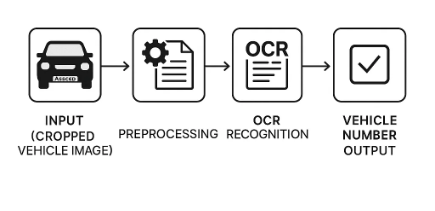 OCR
INPUT
(CROPPED
VEHICLE IMAGE)
PREPROCESSING
OCR
RECOGNITION
VEHICLE
NUMBER
OUTPUT